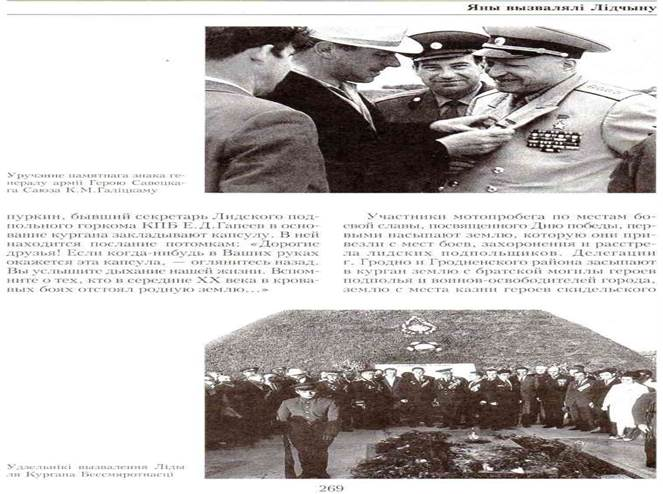 Яны вызвалялі Лідчыну
Уручэнне памятнага знака ге-
нералу арміі Герою Савецка-
га Саюза К.М.Галіцкаму
пуркин, бывший секретарь Лидского под-
польного горкома КПБ Е.Д.Гапеев в осно-
вание кургана закладывают капсулу. В ней
находится послание потомкам: «Дорогие
друзья! Если когда-нибудь в Ваших руках
окажется эта капсула, — оглянитесь назад.
Вы услышите дыхание нашей жизни. Вспом-
ните о тех, кто в середине XX века в крова-
вых боях отстоял родную землю...»
Участники мотопробега по местам бо-
евой славы, посвященного Дню победы, пер-
выми насыпают землю, которую они при-
везли с мест боев, захоронения и расстре-
ла лидских подпольщиков. Делегации
г. Гродно и Гродненского района засыпают
в курган землю с братской могилы героев
подполья и воинов-освободителей города,
землю с места казни героев скидельского
Удзельнікі вызвалення Ліды
ля Кургана Бессмяротнасці
269